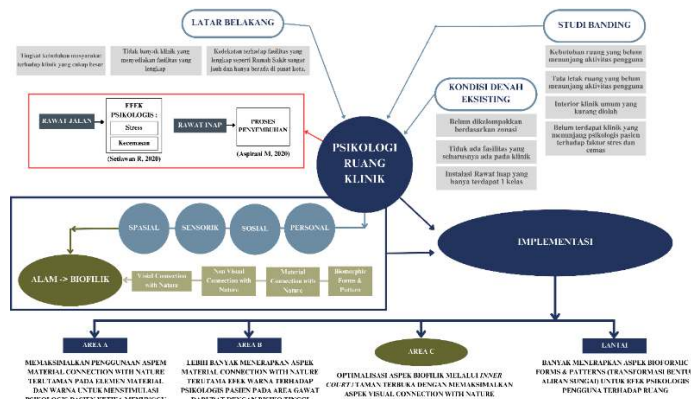 LATAR BELAKANG
Tingkat kebutuhan masyarakat
terhadap klinik yang cukup besar
Tidak banyak klinik yang
menyediakan fasilitas yang
lengkap
Kedekatan terhadap fasilitas yang
lengkap seperti Rumah Sakit sangat
jauh dan hanya berada di pusat kota.
STUDI BANDING
Kebutuhan ruang yang belum
menunjang aktivitas pengguna
Tata letak ruang yang belum
menunjang aktivitas pengguna
Interior klinik umum yang
kurang diolah
Belum terdapat klinik yang
menunjang psikologis pasien
terhadap faktor stres dan
cemas
KONDISI DENAH
EKSISTING
Belum dikelompokkan
berdasarkan zonasi
Tidak ada fasilitas yang
seharusnya ada pada klinik
Instalasi Rawat Inap yang
hanya terdapat 1 kelas
RAWAT JALAN
EFEK
PSIKOLOGIS :
Stress
Kecemasan
(Setiawan R, 2020)
RAWAT INAP
PROSES
PENYEMBUHAN
(Aspirani M, 2020)
PSIKOLOGI
RUANG
KLINIK
SPASIAL
SENSORIK
SOSIAL
PERSONAL
ALAM -> BIOFILIK
Visual Connection
with Nature
Non Visual
Connection with
Nature
Material
Connection with
Nature
Biomorphic
Forms &
Pattern
IMPLEMENTASI
AREA A
MEMAKSIMALKAN PENGGUNAAN ASPEM
MATERIAL CONNECTION WITH NATURE
TERUTAMAN PADA ELEMEN MATERIAL
DAN WARNA UNTUK MENSTIMULASI
PSIKOLOGIS PASIEN KETIKA MENUNGGU
AREA B
LEBIH BANYAK MENERAPKAN ASPEK
MATERIAL CONNECTION WITH NATURE
TERUTAMA EFEK WARNA TERHADAP
PSIKOLOGIS PASIEN PADA AREA GAWAT
DARURAT DENGAN RISIKO TINGGI
AREA C
OPTIMALISASI ASPEK BIOFILIK MELALUI INNER
COURT / TAMAN TERBUKA DENGAN MEMAKSIMALKAN
ASPEK VISUAL CONNECTION WITH NATURE
LANTAI
BANYAK MENERAPKAN ASPEK BIOFORMIC
FORMS & PATTERNS (TRANSFORMASI BENTUK
ALIRAN SUNGAI) UNTUK EFEK PSIKOLOGIS
PENGGUNA TERHADAP RUANG